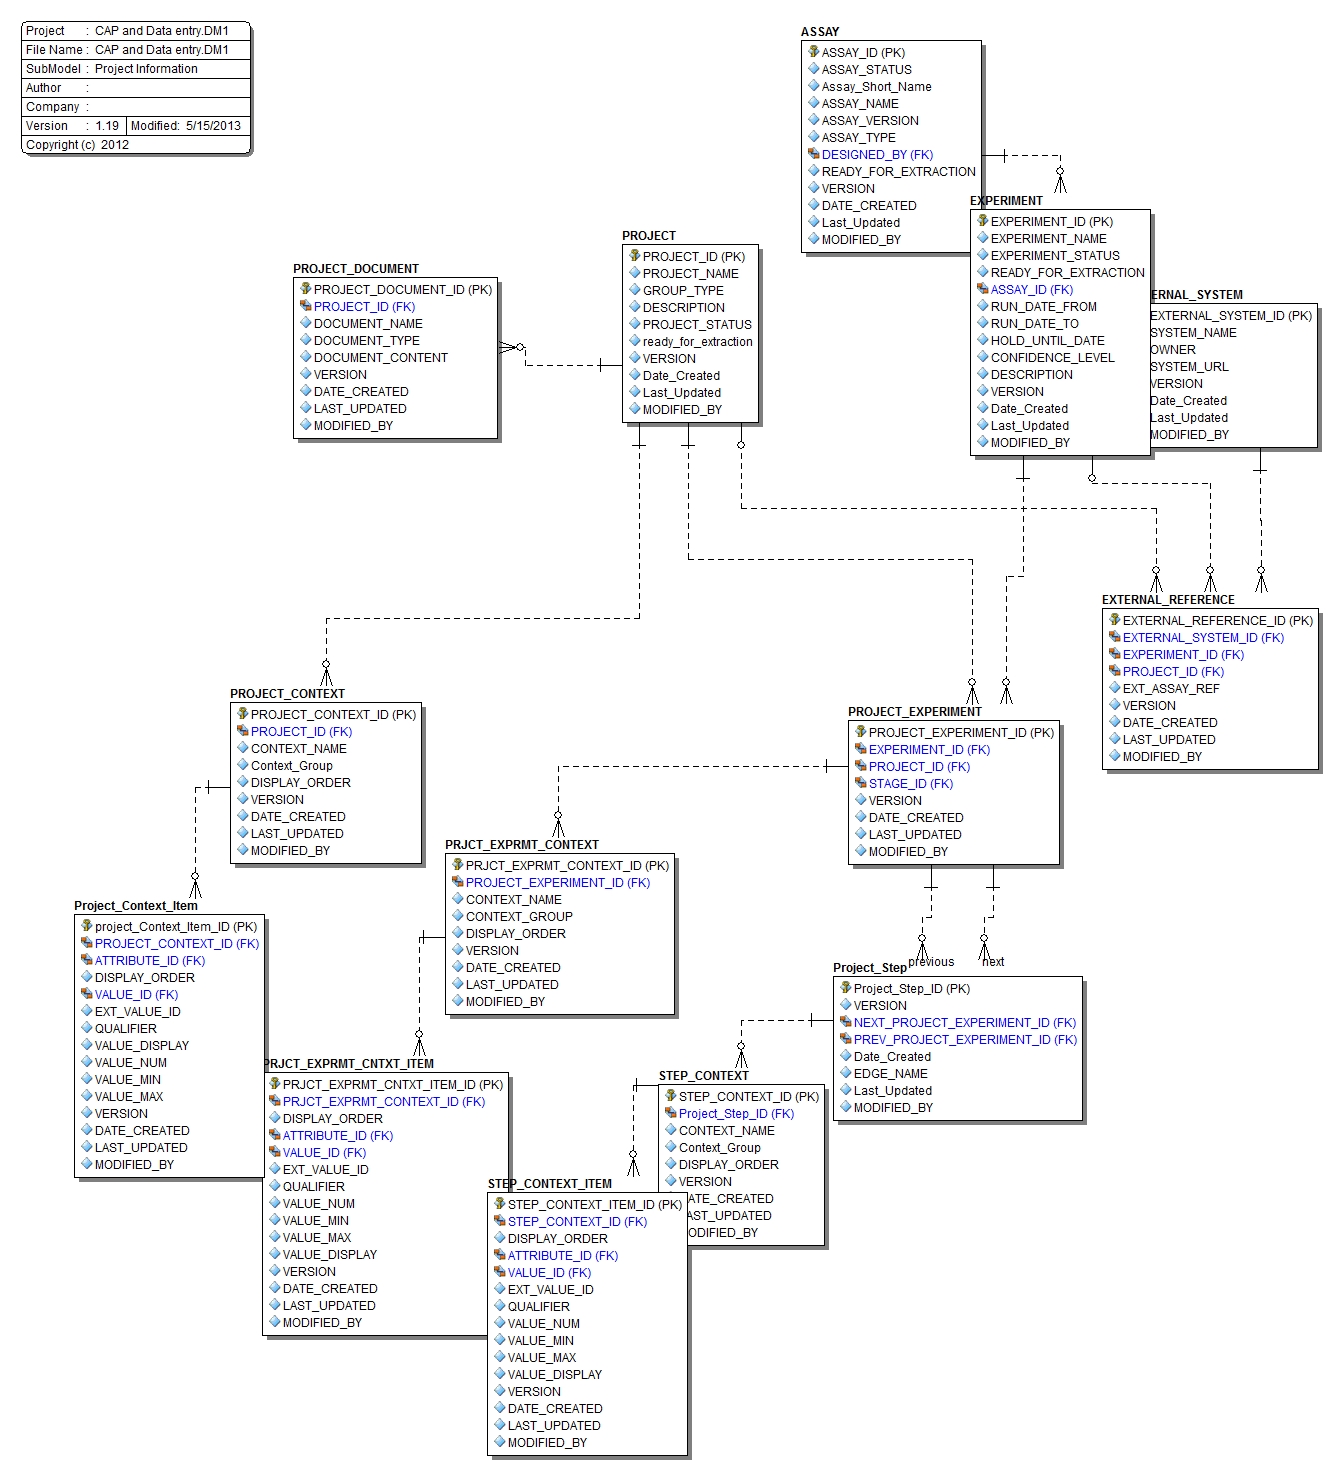 Project : CAP and Data entry.DM1
File Name : CAP and Data entry.DM1
SubModel : Project Information
Author :
Company :
Version : 1.19 Modified: 5/15/2013
Copyright (c) 2012
ASSAY
ASSAY_ID (PK)
ASSAY_STATUS
Assay_Short_Name
ASSAY_NAME
ASSAY_VERSION
ASSAY_TYPE
DESIGNED_BY (FK)
READY_FOR_EXTRACTION
VERSION
DATE_CREATED
Last_Updated
MODIFIED_BY
EXPERIMENT
EXPERIMENT_ID (PK)
EXPERIMENT_NAME
EXPERIMENT_STATUS
READY_FOR_EXTRACTION
ASSAY_ID (FK)
RUN_DATE_FROM
RUN_DATE_TO
HOLD_UNTIL_DATE
CONFIDENCE_LEVEL
DESCRIPTION
VERSION
Date_Created
Last_Updated
MODIFIED_BY
ERNAL_SYSTEM
EXTERNAL_SYSTEM_ID (PK)
SYSTEM_NAME
OWNER
SYSTEM_URL
VERSION
Date_Created
Last_Updated
MODIFIED_BY
PROJECT
PROJECT_ID (PK)
PROJECT_NAME
GROUP_TYPE
DESCRIPTION
PROJECT_STATUS
ready_for_extraction
VERSION
Date_Created
Last_Updated
MODIFIED_BY
PROJECT_DOCUMENT
PROJECT_DOCUMENT_ID (PK)
PROJECT_ID (FK)
DOCUMENT_NAME
DOCUMENT_TYPE
DOCUMENT_CONTENT
VERSION
DATE_CREATED
LAST_UPDATED
MODIFIED_BY
EXTERNAL_REFERENCE
EXTERNAL_REFERENCE_ID (PK)
EXTERNAL_SYSTEM_ID (FK)
EXPERIMENT_ID (FK)
PROJECT_ID (FK)
EXT_ASSAY_REF
VERSION
DATE_CREATED
LAST_UPDATED
MODIFIED_BY
PROJECT_CONTEXT
PROJECT_CONTEXT_ID (PK)
PROJECT_ID (FK)
CONTEXT_NAME
Context_Group
DISPLAY_ORDER
VERSION
DATE_CREATED
LAST_UPDATED
MODIFIED_BY
PROJECT_EXPERIMENT
PROJECT_EXPERIMENT_ID (PK)
EXPERIMENT_ID (FK)
PROJECT_ID (FK)
STAGE_ID (FK)
VERSION
DATE_CREATED
LAST_UPDATED
MODIFIED_BY
PRJCT_EXPRMT_CONTEXT
PRJCT_EXPRMT_CONTEXT_ID (PK)
PROJECT_EXPERIMENT_ID (FK)
CONTEXT_NAME
CONTEXT_GROUP
DISPLAY_ORDER
VERSION
DATE_CREATED
LAST_UPDATED
MODIFIED_BY
Project_Context_Item
project_Context_Item_ID (PK)
PROJECT_CONTEXT_ID (FK)
ATTRIBUTE_ID (FK)
DISPLAY_ORDER
VALUE_ID (FK)
EXT_VALUE_ID
QUALIFIER
VALUE_DISPLAY
VALUE_NUM
VALUE_MIN
VALUE_MAX
VERSION
DATE_CREATED
LAST_UPDATED
MODIFIED_BY
previous
next
Project_Step
Project_Step_ID (PK)
VERSION
NEXT_PROJECT_EXPERIMENT_ID (FK)
PREV_PROJECT_EXPERIMENT_ID (FK)
Date_Created
EDGE_NAME
Last_Updated
MODIFIED_BY
PRJCT_EXPRMT_CNTXT_ITEM
PRJCT_EXPRMT_CNTXT_ITEM_ID (PK)
PRJCT_EXPRMT_CONTEXT_ID (FK)
DISPLAY_ORDER
ATTRIBUTE_ID (FK)
VALUE_ID (FK)
EXT_VALUE_ID
QUALIFIER
VALUE_NUM
VALUE_MIN
VALUE_MAX
VALUE_DISPLAY
VERSION
DATE_CREATED
LAST_UPDATED
MODIFIED_BY
STEP_CONTEXT
STEP_CONTEXT_ID (PK)
Project_Step_ID (FK)
CONTEXT_NAME
Context_Group
DISPLAY_ORDER
VERSION
ATE_CREATED
AST_UPDATED
ODIFIED_BY
STEP_CONTEXT_ITEM
STEP_CONTEXT_ITEM_ID (PK)
STEP_CONTEXT_ID (FK)
DISPLAY_ORDER
ATTRIBUTE_ID (FK)
VALUE_ID (FK)
EXT_VALUE_ID
QUALIFIER
VALUE_NUM
VALUE_MIN
VALUE_MAX
VALUE_DISPLAY
VERSION
DATE_CREATED
LAST_UPDATED
MODIFIED_BY